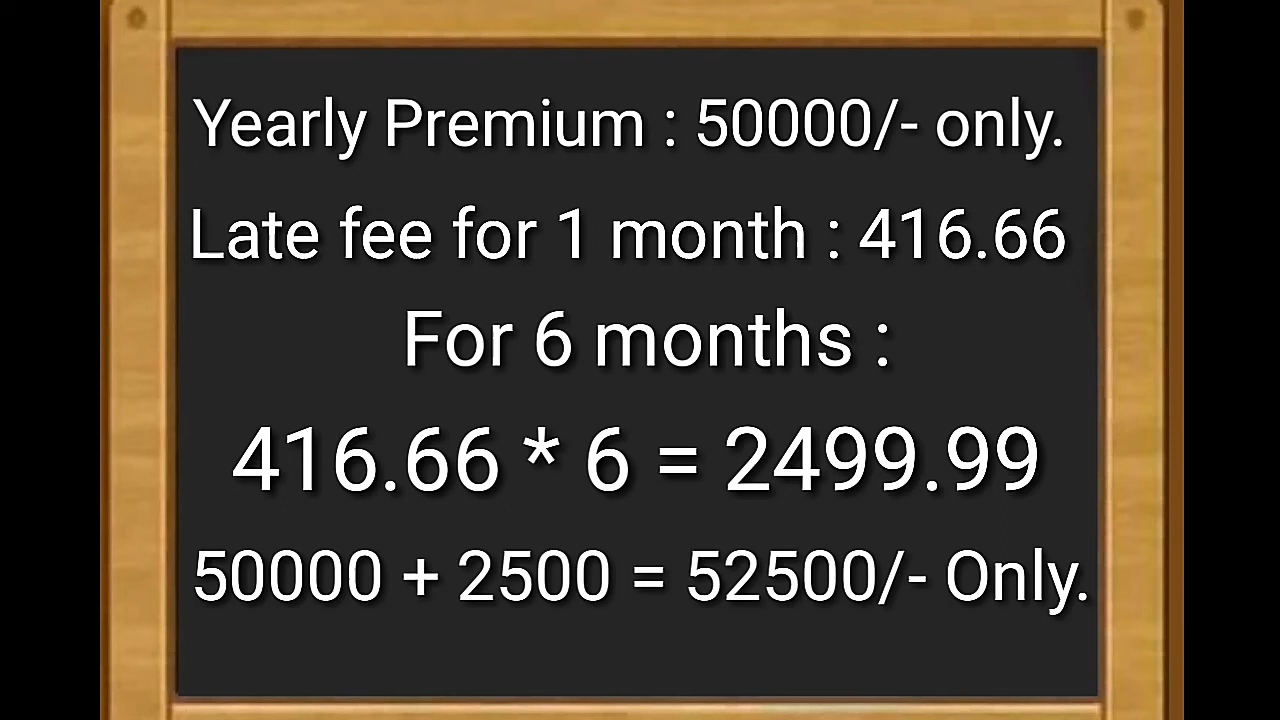 Yearly Premium : 50000/- only.
Late fee for 1 month : 416.66
For 6 months :
416.66 * 6 = 2499.99
50000 + 2500 = 52500/- Only.